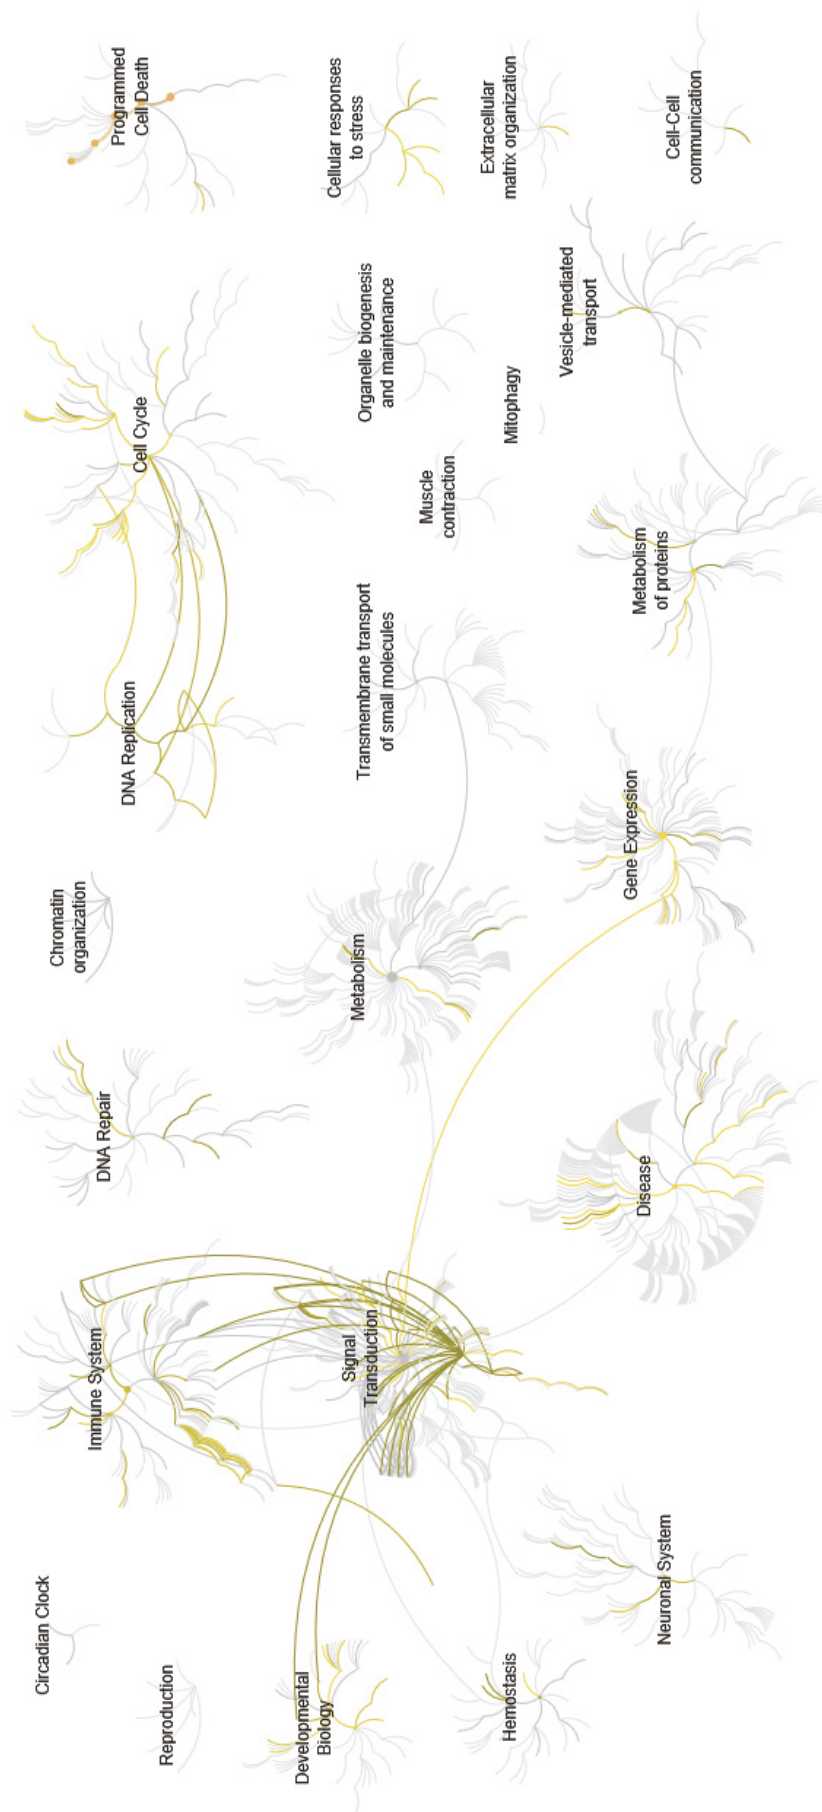 Circadian Clock
Immune System
DNA Repair
Chromatin
organization
DNA Replication
Cell Cycle
Programmed
Cell Death
Reproduction
Developmental
Biology
Signal
Transduction
Metabolism
Transmembrane transport
of small molecules
Organelle biogenesis
and maintenance
Cellular responses
to stress
Muscle
contraction
Mitophagy
Extracellular
matrix organization
Hemostasis
Neuronal System
Disease
Gene Expression
Metabolism
of proteins
Vesicle-mediated
transport
Cell-Cell
communication